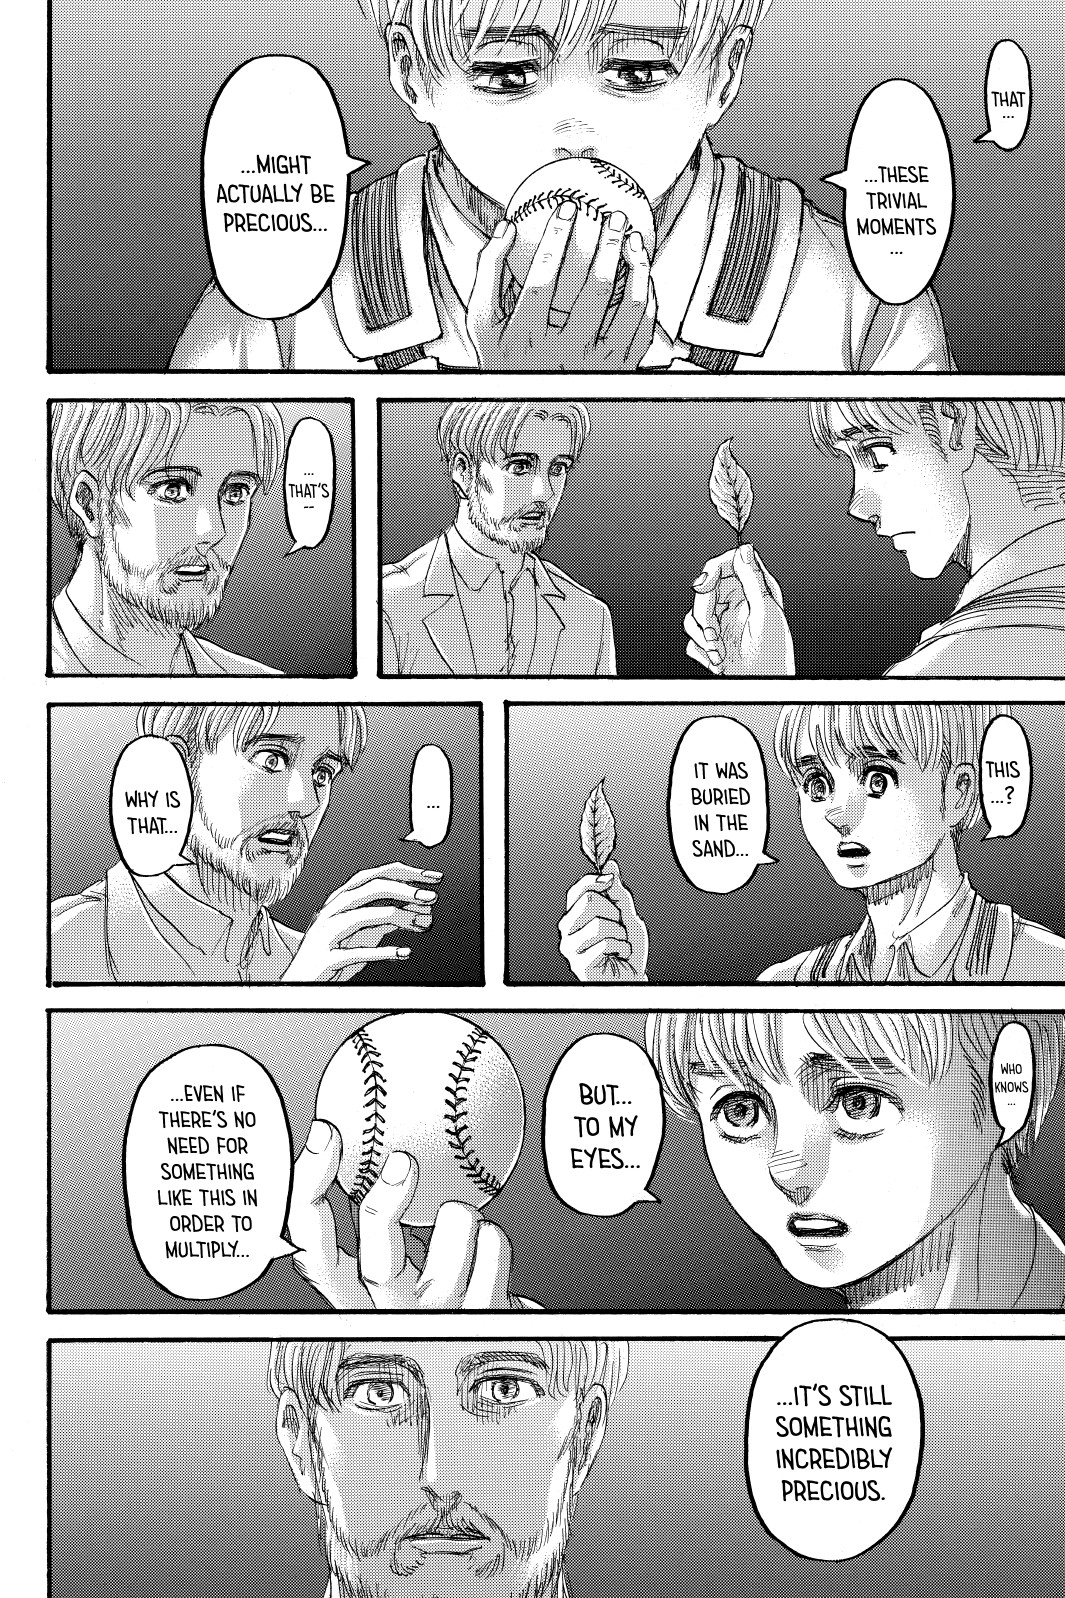 THAT
...
...THESE
TRIVIAL
MOMENTS
...
...MIGHT
ACTUALLY BE
PRECIOUS...
...
THAT'S
...
THIS
...?
IT WAS
BURIED
IN THE
SAND...
...
WHY IS
THAT...
WHO
KNOWS
...
BUT...
TO MY
EYES...
...EVEN IF
THERE'S NO
NEED FOR
SOMETHING
LIKE THIS IN
ORDER TO
MULTIPLY...
...IT'S STILL
SOMETHING
INCREDIBLY
PRECIOUS.